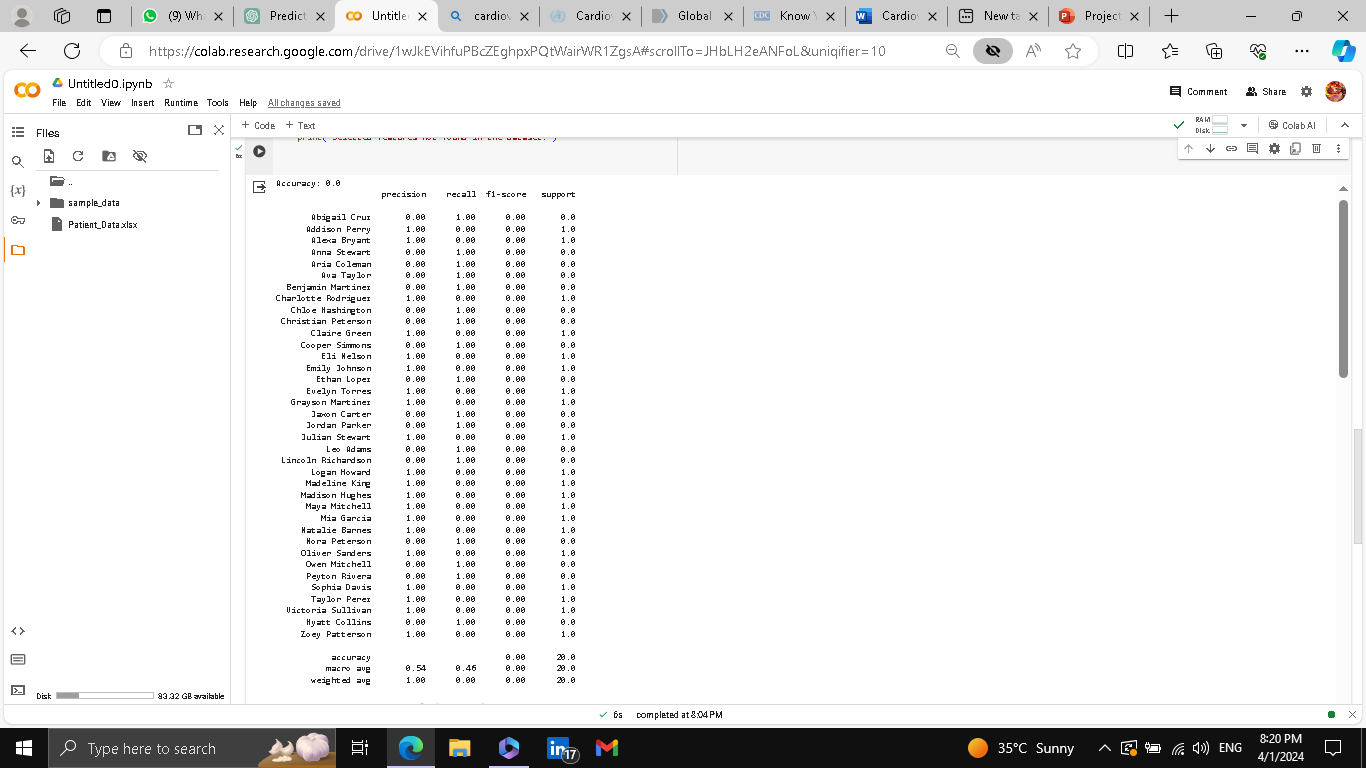 (9) Wha
Predict
Untitle
cardiov
Cardiov
Global
CDC
Know Y
Cardiov
New ta
Project
https://colab.research.google.com/drive/1wJkEVihfuPBcZEghpxPQtWairWR1ZgsA#scrollTo=JHbLH2eANFoL&uniqifier=10
Untitled0.ipynb
Comment
Share
File Edit View Insert Runtime Tools Help All changes saved
Files
+ Code + Text
RAM
Disk
Colab AI
..
sample_data
Patient_Data.xlsx
{x}
6s
Accuracy: 0.0
precision recall f1-score support
Abigail Cruz 0.00 1.00 0.00 0.0
Addison Perry 1.00 0.00 0.00 1.0
Alexa Bryant 1.00 0.00 0.00 1.0
Anna Stewart 0.00 1.00 0.00 0.0
Aria Coleman 0.00 1.00 0.00 0.0
Ava Taylor 0.00 1.00 0.00 0.0
Benjamin Martinez 0.00 1.00 0.00 0.0
Charlotte Rodriguez 1.00 0.00 0.00 1.0
Chloe Washington 0.00 1.00 0.00 0.0
Christian Peterson 0.00 1.00 0.00 0.0
Claire Green 1.00 0.00 0.00 1.0
Cooper Simmons 0.00 1.00 0.00 0.0
Eli Nelson 1.00 0.00 0.00 1.0
Emily Johnson 1.00 0.00 0.00 1.0
Ethan Lopez 0.00 1.00 0.00 0.0
Evelyn Torres 1.00 0.00 0.00 1.0
Grayson Martinez 1.00 0.00 0.00 1.0
Jaxon Carter 0.00 1.00 0.00 0.0
Jordan Parker 0.00 1.00 0.00 0.0
Julian Stewart 1.00 0.00 0.00 1.0
Leo Adams 0.00 1.00 0.00 0.0
Lincoln Richardson 0.00 1.00 0.00 0.0
Logan Howard 1.00 0.00 0.00 1.0
Madeline King 1.00 0.00 0.00 1.0
Madison Hughes 1.00 0.00 0.00 1.0
Maya Mitchell 1.00 0.00 0.00 1.0
Mia Garcia 1.00 0.00 0.00 1.0
Natalie Barnes 1.00 0.00 0.00 1.0
Nora Peterson 0.00 1.00 0.00 0.0
Oliver Sanders 1.00 0.00 0.00 1.0
Owen Mitchell 0.00 1.00 0.00 0.0
Peyton Rivera 0.00 1.00 0.00 0.0
Sophia Davis 1.00 0.00 0.00 1.0
Taylor Perez 1.00 0.00 0.00 1.0
Victoria Sullivan 1.00 0.00 0.00 1.0
Wyatt Collins 0.00 1.00 0.00 0.0
Zoey Patterson 1.00 0.00 0.00 1.0
accuracy 0.00 20.0
macro avg 0.54 0.46 0.00 20.0
weighted avg 1.00 0.00 0.00 20.0
Disk 83.32 GB available
6s completed at 8:04 PM
Type here to search
17
35°C Sunny
ENG
8:20 PM
4/1/2024